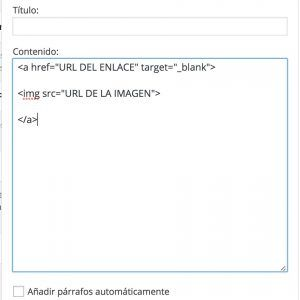 Título:
Contenido:
<a href="URL DEL ENLACE" target="_blank">
<img src="URL DE LA IMAGEN">
</a>
Añadir párrafos automáticamente